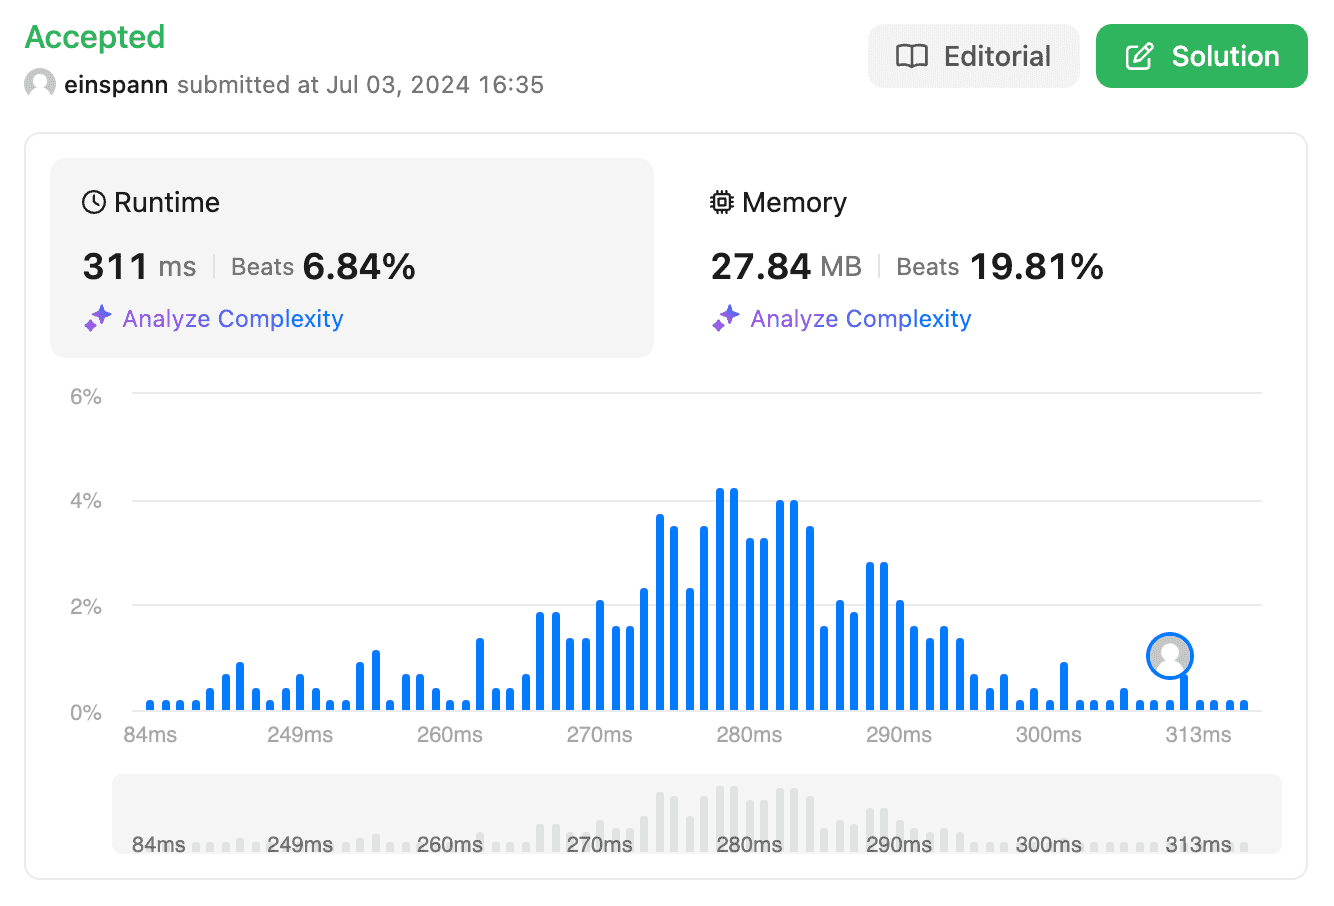 Accepted
einspann submitted at Jul 03, 2024 16:35
Editorial
Solution
Runtime
311 ms Beats 6.84%
Analyze Complexity
Memory
27.84 MB Beats 19.81%
Analyze Complexity
6%
4%
2%
0%
84ms 249ms 260ms 270ms 280ms 290ms 300ms 313ms
84ms 249ms 260ms 270ms 280ms 290ms 300ms 313ms